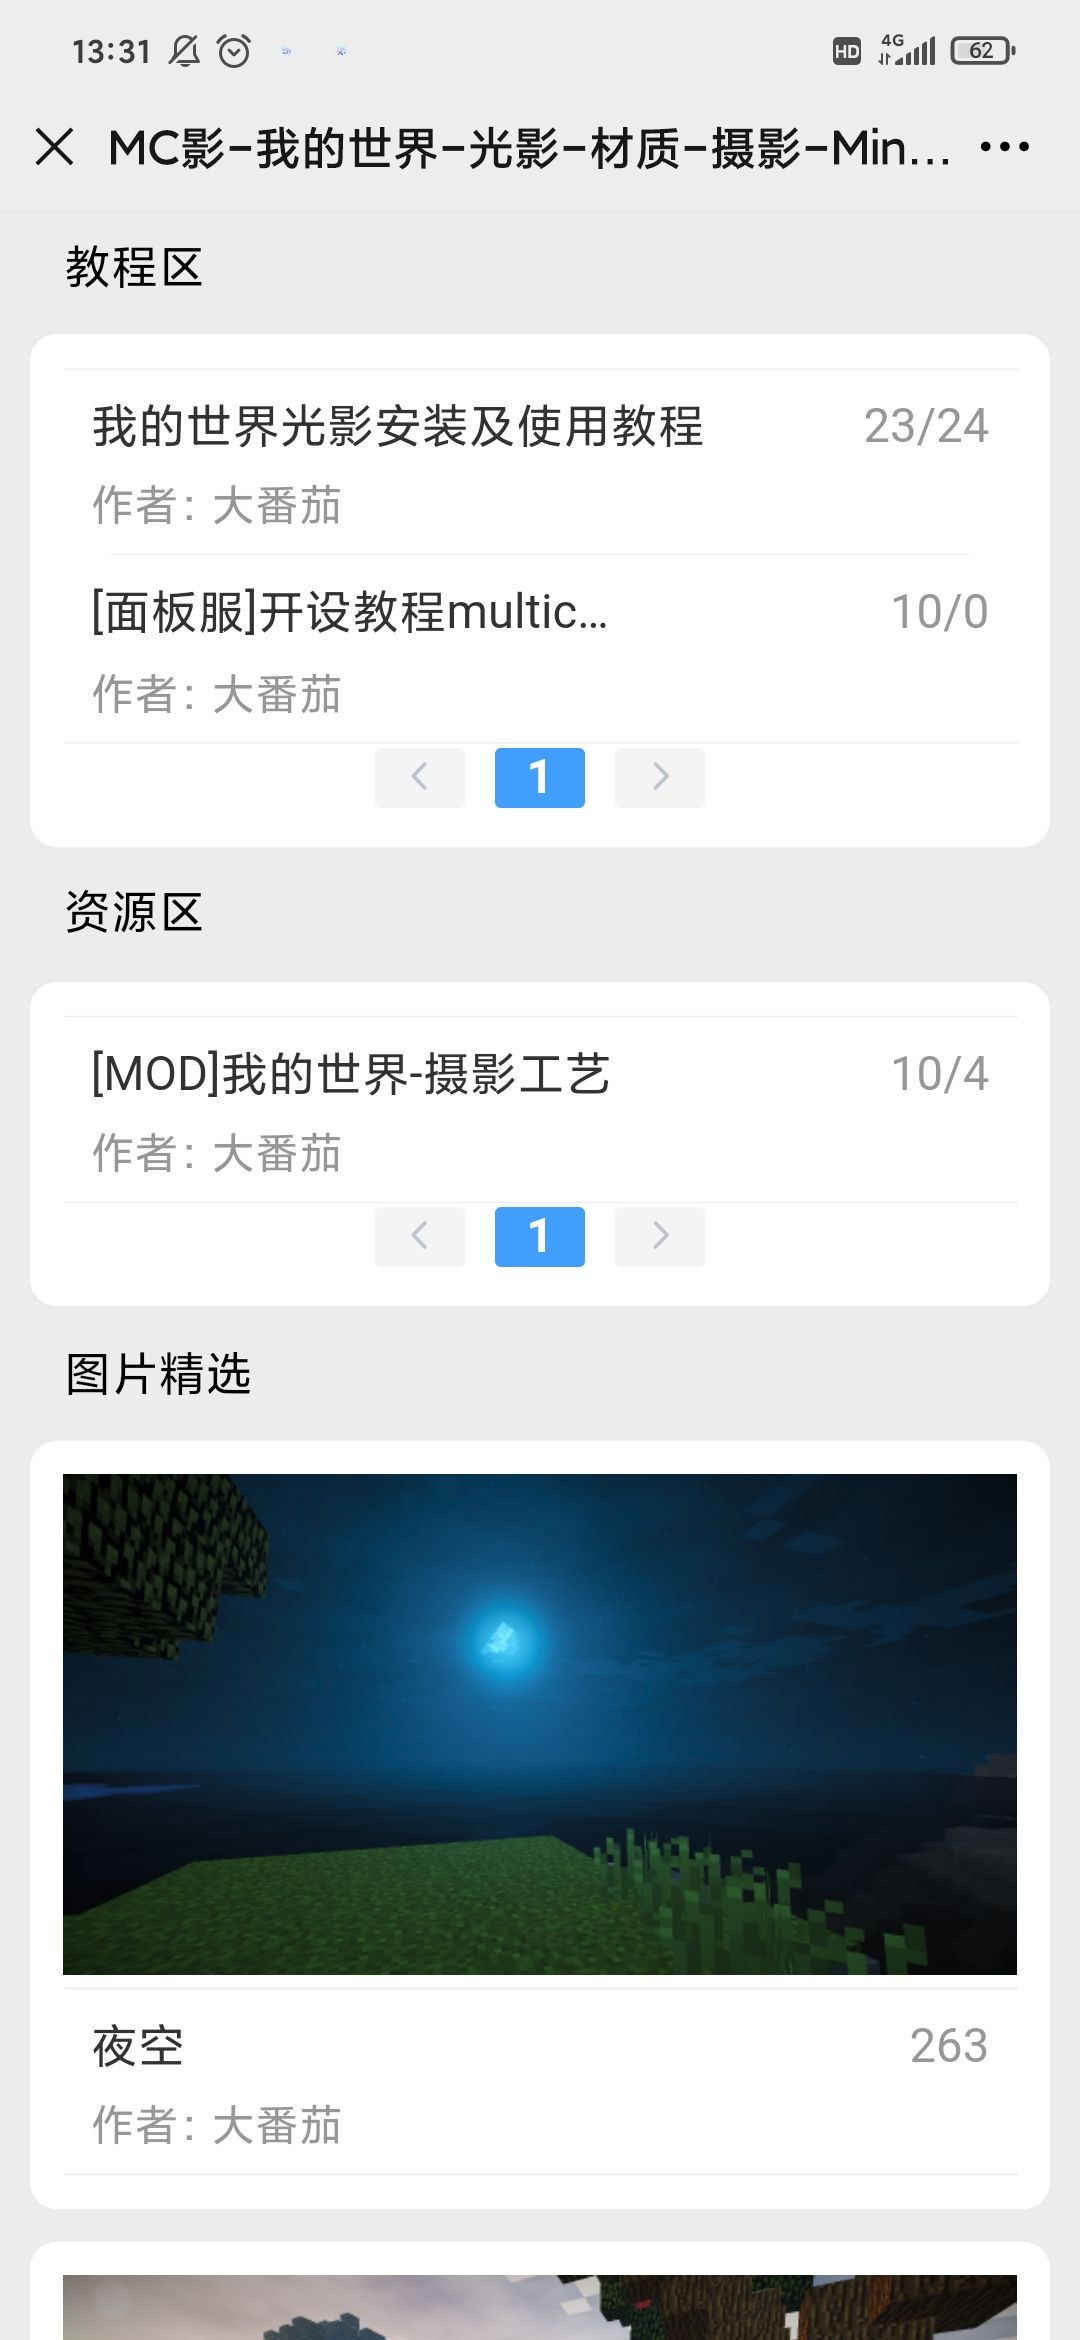 13:31
HD 4G 62
MC影-我的世界-光影-材质-摄影-Min...
教程区
我的世界光影安装及使用教程 23/24
作者: 大番茄
[面板服]开设教程multic... 10/0
作者: 大番茄
1
资源区
[MOD]我的世界-摄影工艺 10/4
作者: 大番茄
1
图片精选
夜空 263
作者: 大番茄